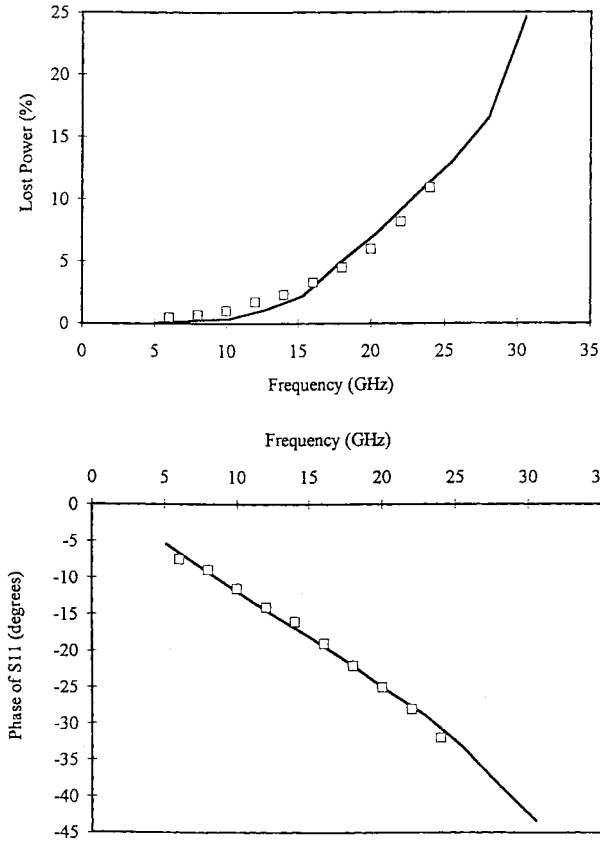 25
20
15
10
5
0
Lost Power (%)
0 5 10 15 20 25 30 35
Frequency (GHz)
Frequency (GHz)
0 5 10 15 20 25 30 3
0
-5
-10
-15
-20
-25
-30
-35
-40
-45
Phase of S11 (degrees)